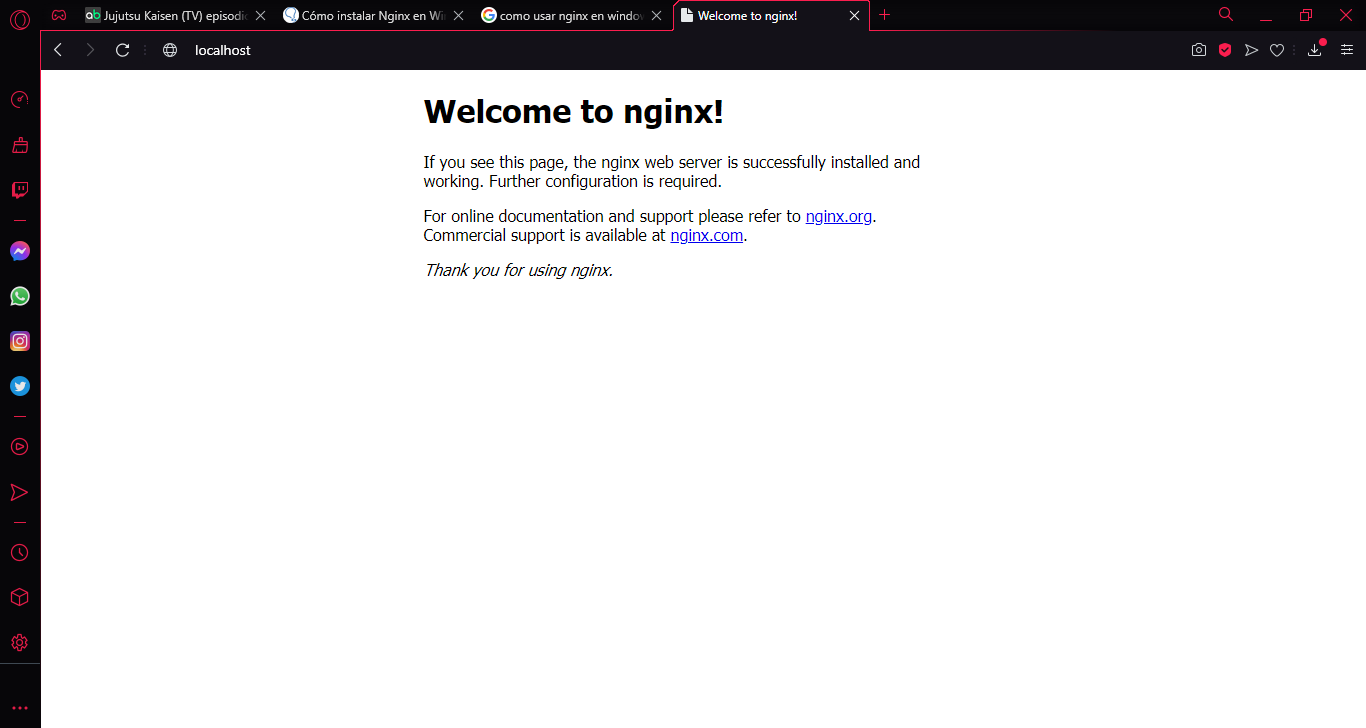 ab Jujutsu Kaisen (TV) episodic
Cómo instalar Nginx en Wi
como usar nginx en window
Welcome to nginx!
localhost
Welcome to nginx!
If you see this page, the nginx web server is successfully installed and
working. Further configuration is required.
For online documentation and support please refer to nginx.org.
Commercial support is available at nginx.com.
Thank you for using nginx.